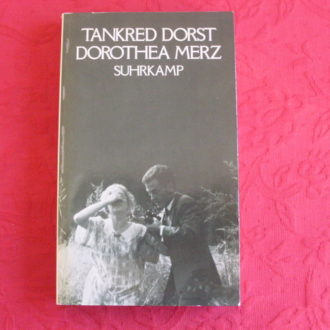 TANKRED DORST
DOROTHEA MERZ
SUHRKAMP